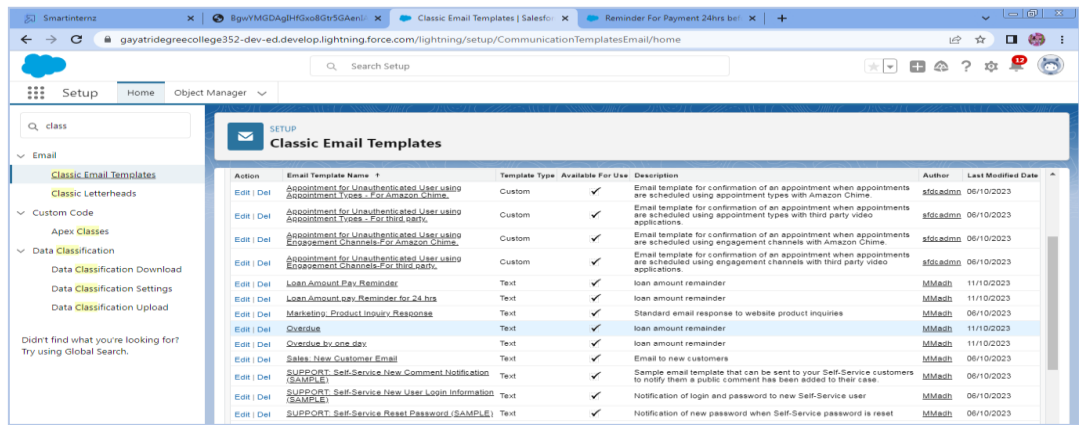 Smartinternz
BgwYMGDAgIHfGxo8Gtr5GAenl
Classic Email Templates | Salesfor
Reminder For Payment 24hrs bef
gayatridegreecollege352-dev-ed.develop.lightning.force.com/lightning/setup/CommunicationTemplatesEmail/home
Search Setup
12
Setup Home Object Manager
class
Email
Classic Email Templates
Classic Letterheads
Custom Code
Apex Classes
Data Classification
Data Classification Download
Data Classification Settings
Data Classification Upload
Didn't find what you're looking for?
Try using Global Search.
SETUP
Classic Email Templates
Action Email Template Name ↑ Template Type Available For Use Description Author Last Modified Date
Edit | Del Appointment for Unauthenticated User using Appointment Types - For Amazon Chime. Custom ✓ Email template for confirmation of an appointment when appointments are scheduled using appointment types with Amazon Chime. sfdcadmn 06/10/2023
Edit | Del Appointment for Unauthenticated User using Appointment Types - For third party. Custom ✓ Email template for confirmation of an appointment when appointments are scheduled using appointment types with third party video applications. sfdcadmn 06/10/2023
Edit | Del Appointment for Unauthenticated User using Engagement Channels-For Amazon Chime. Custom ✓ Email template for confirmation of an appointment when appointments are scheduled using engagement channels with Amazon Chime. sfdcadmn 06/10/2023
Edit | Del Appointment for Unauthenticated User using Engagement Channels-For third party. Custom ✓ Email template for confirmation of an appointment when appointments are scheduled using engagement channels with third party video applications. sfdcadmn 06/10/2023
Edit | Del Loan Amount Pay Reminder Text ✓ loan amount remainder MMadh 11/10/2023
Edit | Del Loan Amount pay Reminder for 24 hrs Text ✓ loan amount remainder MMadh 11/10/2023
Edit | Del Marketing: Product Inquiry Response Text ✓ Standard email response to website product inquiries MMadh 06/10/2023
Edit | Del Overdue Text ✓ loan amount remainder MMadh 11/10/2023
Edit | Del Overdue by one day Text ✓ loan amount remainder MMadh 11/10/2023
Edit | Del Sales: New Customer Email Text ✓ Email to new customers MMadh 06/10/2023
Edit | Del SUPPORT: Self-Service New Comment Notification (SAMPLE) Text ✓ Sample email template that can be sent to your Self-Service customers to notify them a public comment has been added to their case. MMadh 06/10/2023
Edit | Del SUPPORT: Self-Service New User Login Information (SAMPLE) Text ✓ Notification of login and password to new Self-Service user MMadh 06/10/2023
Edit | Del SUPPORT: Self-Service Reset Password (SAMPLE) Text ✓ Notification of new password when Self-Service password is reset MMadh 06/10/2023